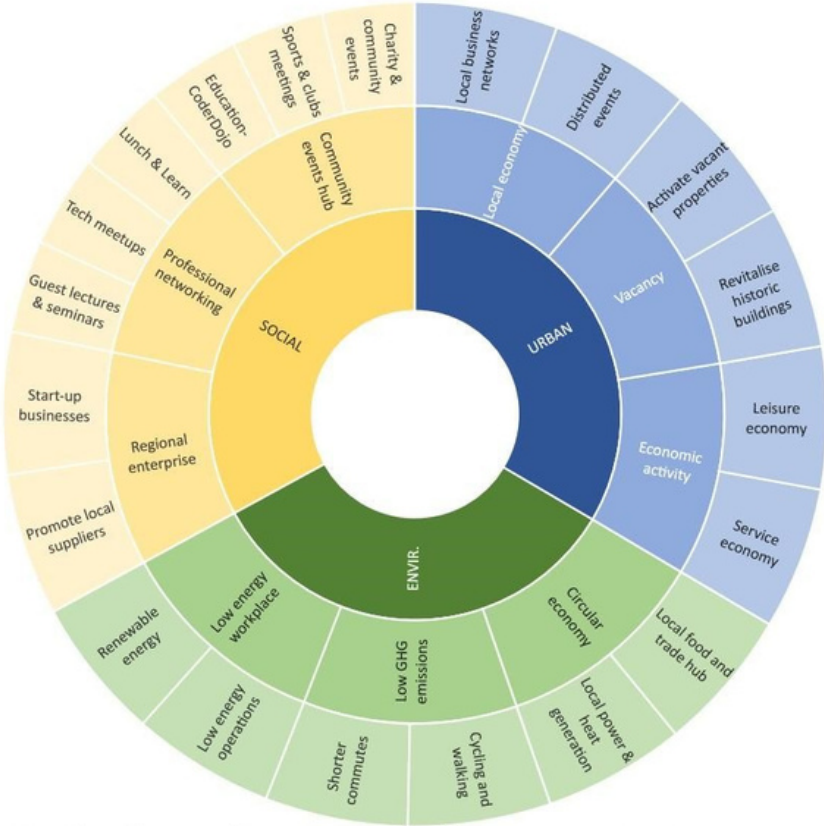 Charity &
community
events
Sports & clubs
meetings
Education-
CoderDojo
Lunch & Learn
Tech meetups
Guest lectures
& seminars
Start-up
businesses
Promote local
suppliers
Community
events hub
Professional
networking
Regional
enterprise
SOCIAL
Local business
networks
Distributed
events
Activate vacant
properties
Revitalise
historic
buildings
Leisure
economy
Service
economy
Local economy
Vacancy
Economic
activity
URBAN
ENVIR.
Low energy
workplace
Low GHG
emissions
Circular
economy
Renewable
energy
Low energy
operations
Shorter
commutes
Cycling and
walking
Local power &
heat
generation
Local food and
trade hub